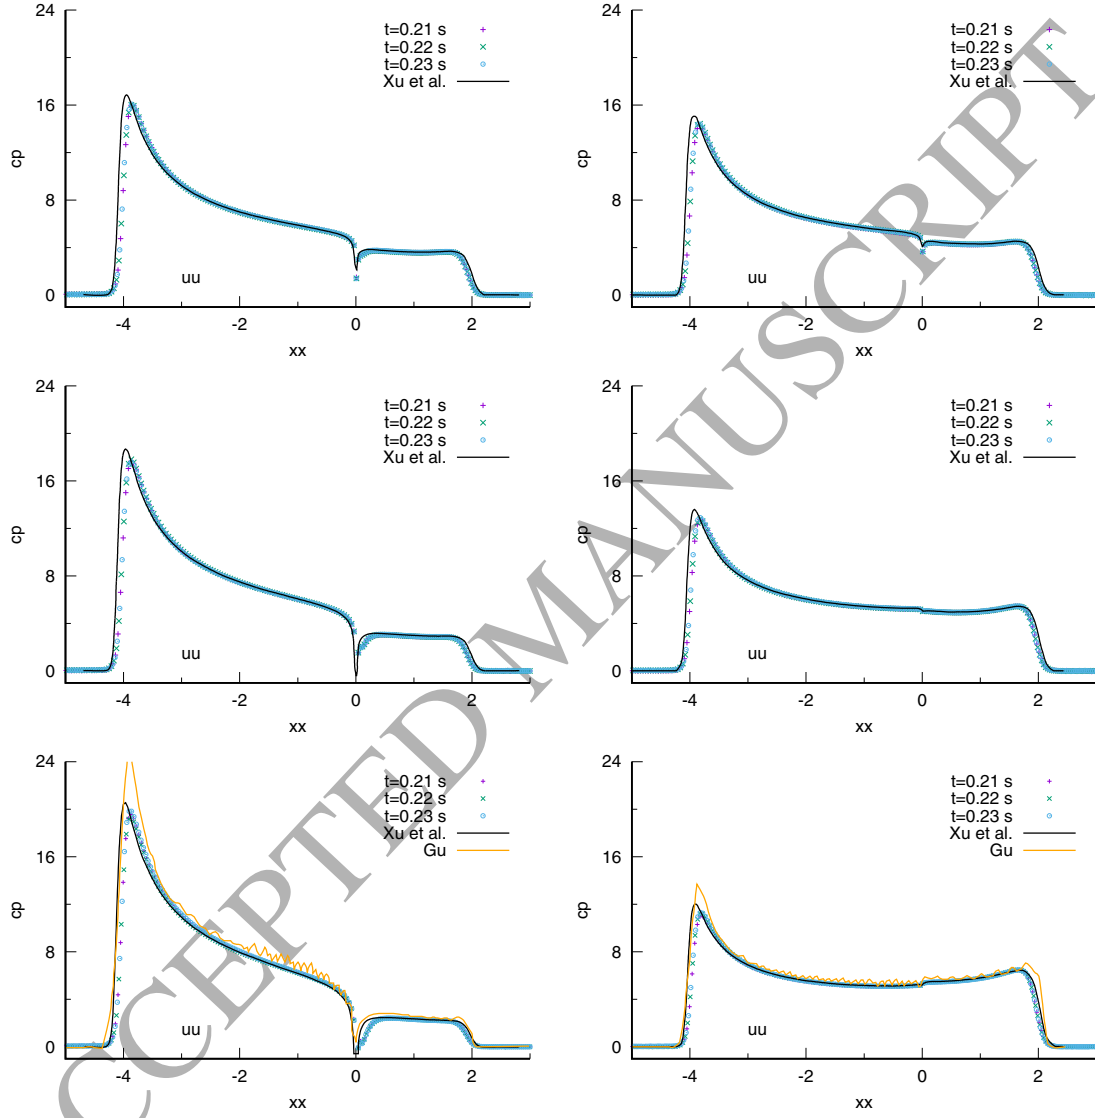 24
16
8
0
cp
-4
-2
0
2
xx
uu
t=0.21 s
t=0.22 s
t=0.23 s
Xu et al.
24
16
8
0
cp
-4
-2
0
2
xx
uu
t=0.21 s
t=0.22 s
t=0.23 s
Xu et al.
24
16
8
0
cp
-4
-2
0
2
xx
uu
t=0.21 s
t=0.22 s
t=0.23 s
Xu et al.
24
16
8
0
cp
-4
-2
0
2
xx
uu
t=0.21 s
t=0.22 s
t=0.23 s
Xu et al.
24
16
8
0
cp
-4
-2
0
2
xx
uu
t=0.21 s
t=0.22 s
t=0.23 s
Xu et al.
Gu
24
16
8
0
cp
-4
-2
0
2
xx
uu
t=0.21 s
t=0.22 s
t=0.23 s
Xu et al.
Gu
CCEPTED MANUSCRIPT